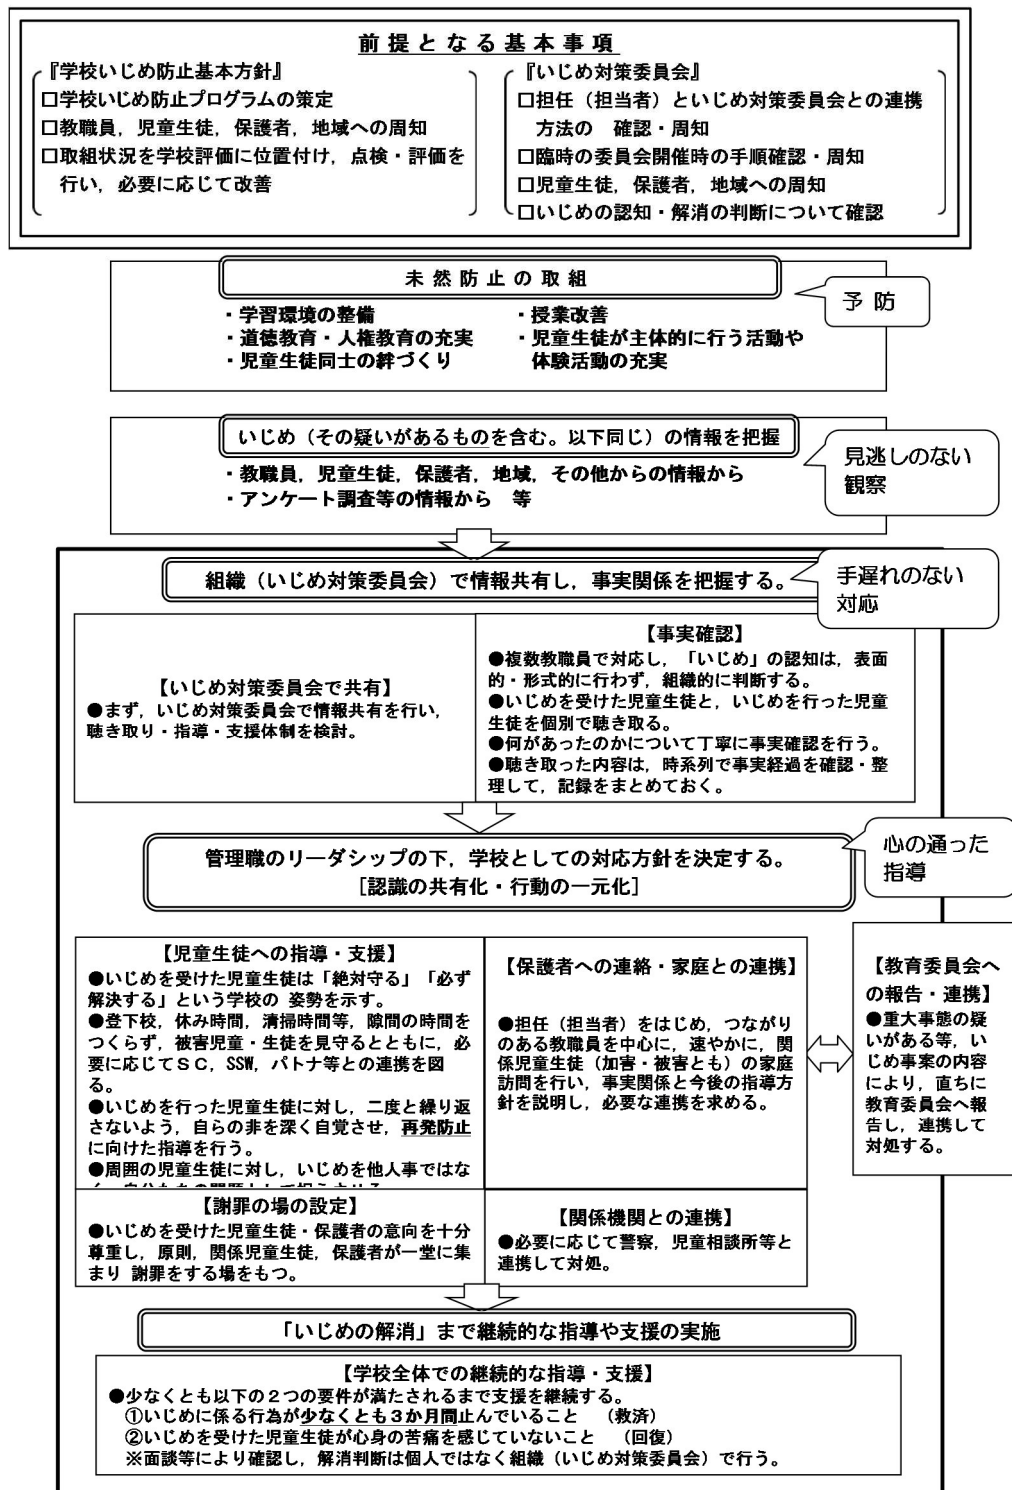 前提となる基本事項
『学校いじめ防止基本方針』
□学校いじめ防止プログラムの策定
□教職員，児童生徒，保護者，地域への周知
□取組状況を学校評価に位置付け，点検・評価を
行い，必要に応じて改善
『いじめ対策委員会』
□担任（担当者）といじめ対策委員会との連携
方法の　確認・周知
□臨時の委員会開催時の手順確認・周知
□児童生徒，保護者，地域への周知
□いじめの認知・解消の判断について確認
未然防止の取組
予防
・学習環境の整備
・道徳教育・人権教育の充実
・児童生徒同士の絆づくり
・授業改善
・児童生徒が主体的に行う活動や
体験活動の充実
いじめ（その疑いがあるものを含む。以下同じ）の情報を把握
見逃しのない
観察
・教職員，児童生徒，保護者，地域，その他からの情報から
・アンケート調査等の情報から　等
組織（いじめ対策委員会）で情報共有し，事実関係を把握する。
手遅れのない
対応
【いじめ対策委員会で共有】
●まず，いじめ対策委員会で情報共有を行い，
聴き取り・指導・支援体制を検討。
【事実確認】
●複数教職員で対応し，「いじめ」の認知は，表面
的・形式的に行わず，組織的に判断する。
●いじめを受けた児童生徒と，いじめを行った児童
生徒を個別で聴き取る。
●何があったのかについて丁寧に事実確認を行う。
●聴き取った内容は，時系列で事実経過を確認・整
理して，記録をまとめておく。
管理職のリーダシップの下，学校としての対応方針を決定する。
［認識の共有化・行動の一元化］
心の通った
指導
【児童生徒への指導・支援】
●いじめを受けた児童生徒は「絶対守る」「必ず
解決する」という学校の 姿勢を示す。
●登下校，休み時間，清掃時間等，隙間の時間を
つくらず，被害児童・生徒を見守るとともに，必
要に応じてＳＣ，SSW，パトナ等との連携を図
る。
●いじめを行った児童生徒に対し，二度と繰り返
さないよう，自らの非を深く自覚させ，再発防止
に向けた指導を行う。
●周囲の児童生徒に対し，いじめを他人事ではな
【保護者への連絡・家庭との連携】
●担任（担当者）をはじめ，つながり
のある教職員を中心に，速やかに，関
係児童生徒（加害・被害とも）の家庭
訪問を行い，事実関係と今後の指導方
針を説明し，必要な連携を求める。
【教育委員会へ
の報告・連携】
●重大事態の疑
いがある等，い
じめ事案の内容
により，直ちに
教育委員会へ報
告し，連携して
対処する。
【謝罪の場の設定】
●いじめを受けた児童生徒・保護者の意向を十分
尊重し，原則，関係児童生徒，保護者が一堂に集
まり 謝罪をする場をもつ。
【関係機関との連携】
●必要に応じて警察，児童相談所等と
連携して対処。
「いじめの解消」まで継続的な指導や支援の実施
【学校全体での継続的な指導・支援】
●少なくとも以下の２つの要件が満たされるまで支援を継続する。
①いじめに係る行為が少なくとも３か月間止んでいること　（救済）
②いじめを受けた児童生徒が心身の苦痛を感じていないこと　（回復）
※面談等により確認し，解消判断は個人ではなく組織（いじめ対策委員会）で行う。